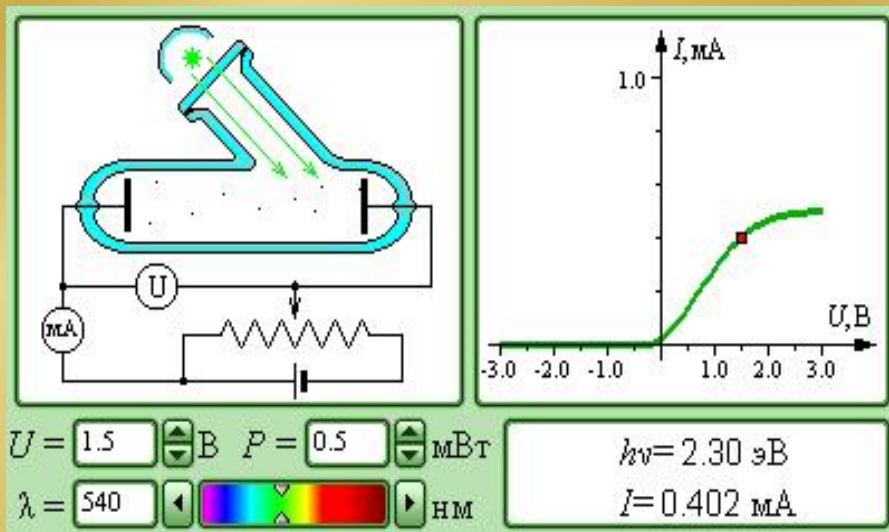 U
мА
I, мА
1.0
U, В
-3.0 -2.0 -1.0 1.0 2.0 3.0
U = 1.5 В P = 0.5 мВт
λ = 540 нм
hν = 2.30 эВ
I = 0.402 мА